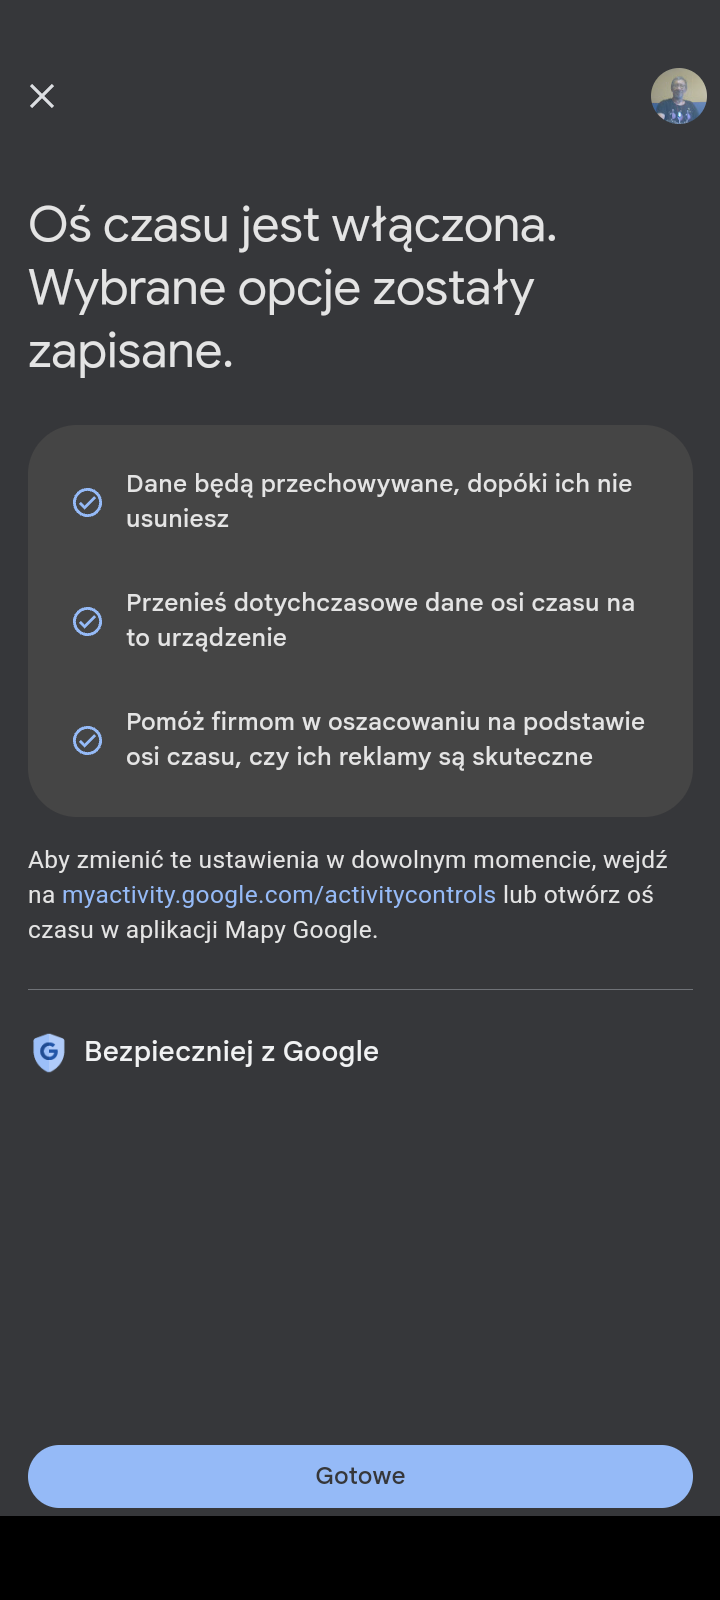 Oś czasu jest włączona.
Wybrane opcje zostały
zapisane.
Dane będą przechowywane, dopóki ich nie
usuniesz
Przenieś dotychczasowe dane osi czasu na
to urządzenie
Pomóż firmom w oszacowaniu na podstawie
osi czasu, czy ich reklamy są skuteczne
Aby zmienić te ustawienia w dowolnym momencie, wejdź
na myactivity.google.com/activitycontrols lub otwórz oś
czasu w aplikacji Mapy Google.
G Bezpieczniej z Google
Gotowe